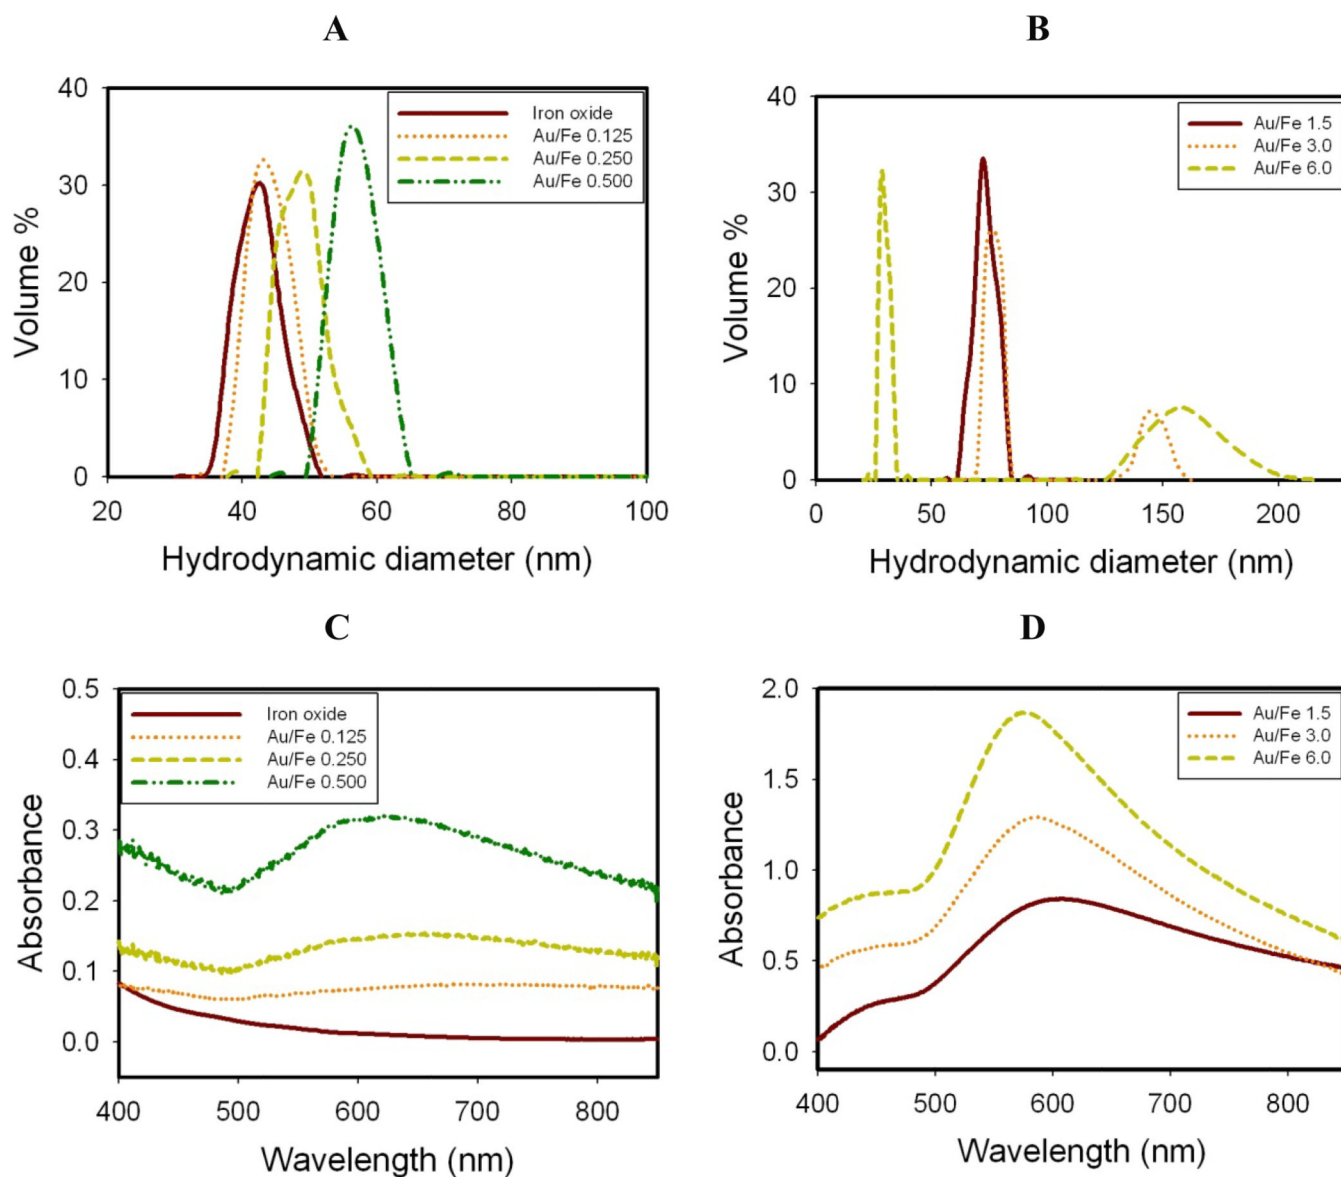 A
B
40
30
20
10
0
Volume %
Iron oxide
Au/Fe 0.125
Au/Fe 0.250
Au/Fe 0.500
20
40
60
80
100
Hydrodynamic diameter (nm)
40
30
20
10
0
Volume %
Au/Fe 1.5
Au/Fe 3.0
Au/Fe 6.0
0
50
100
150
200
Hydrodynamic diameter (nm)
C
D
0.5
0.4
0.3
0.2
0.1
0.0
Absorbance
Iron oxide
Au/Fe 0.125
Au/Fe 0.250
Au/Fe 0.500
400
500
600
700
800
Wavelength (nm)
2.0
1.5
1.0
0.5
0.0
Absorbance
Au/Fe 1.5
Au/Fe 3.0
Au/Fe 6.0
400
500
600
700
800
Wavelength (nm)